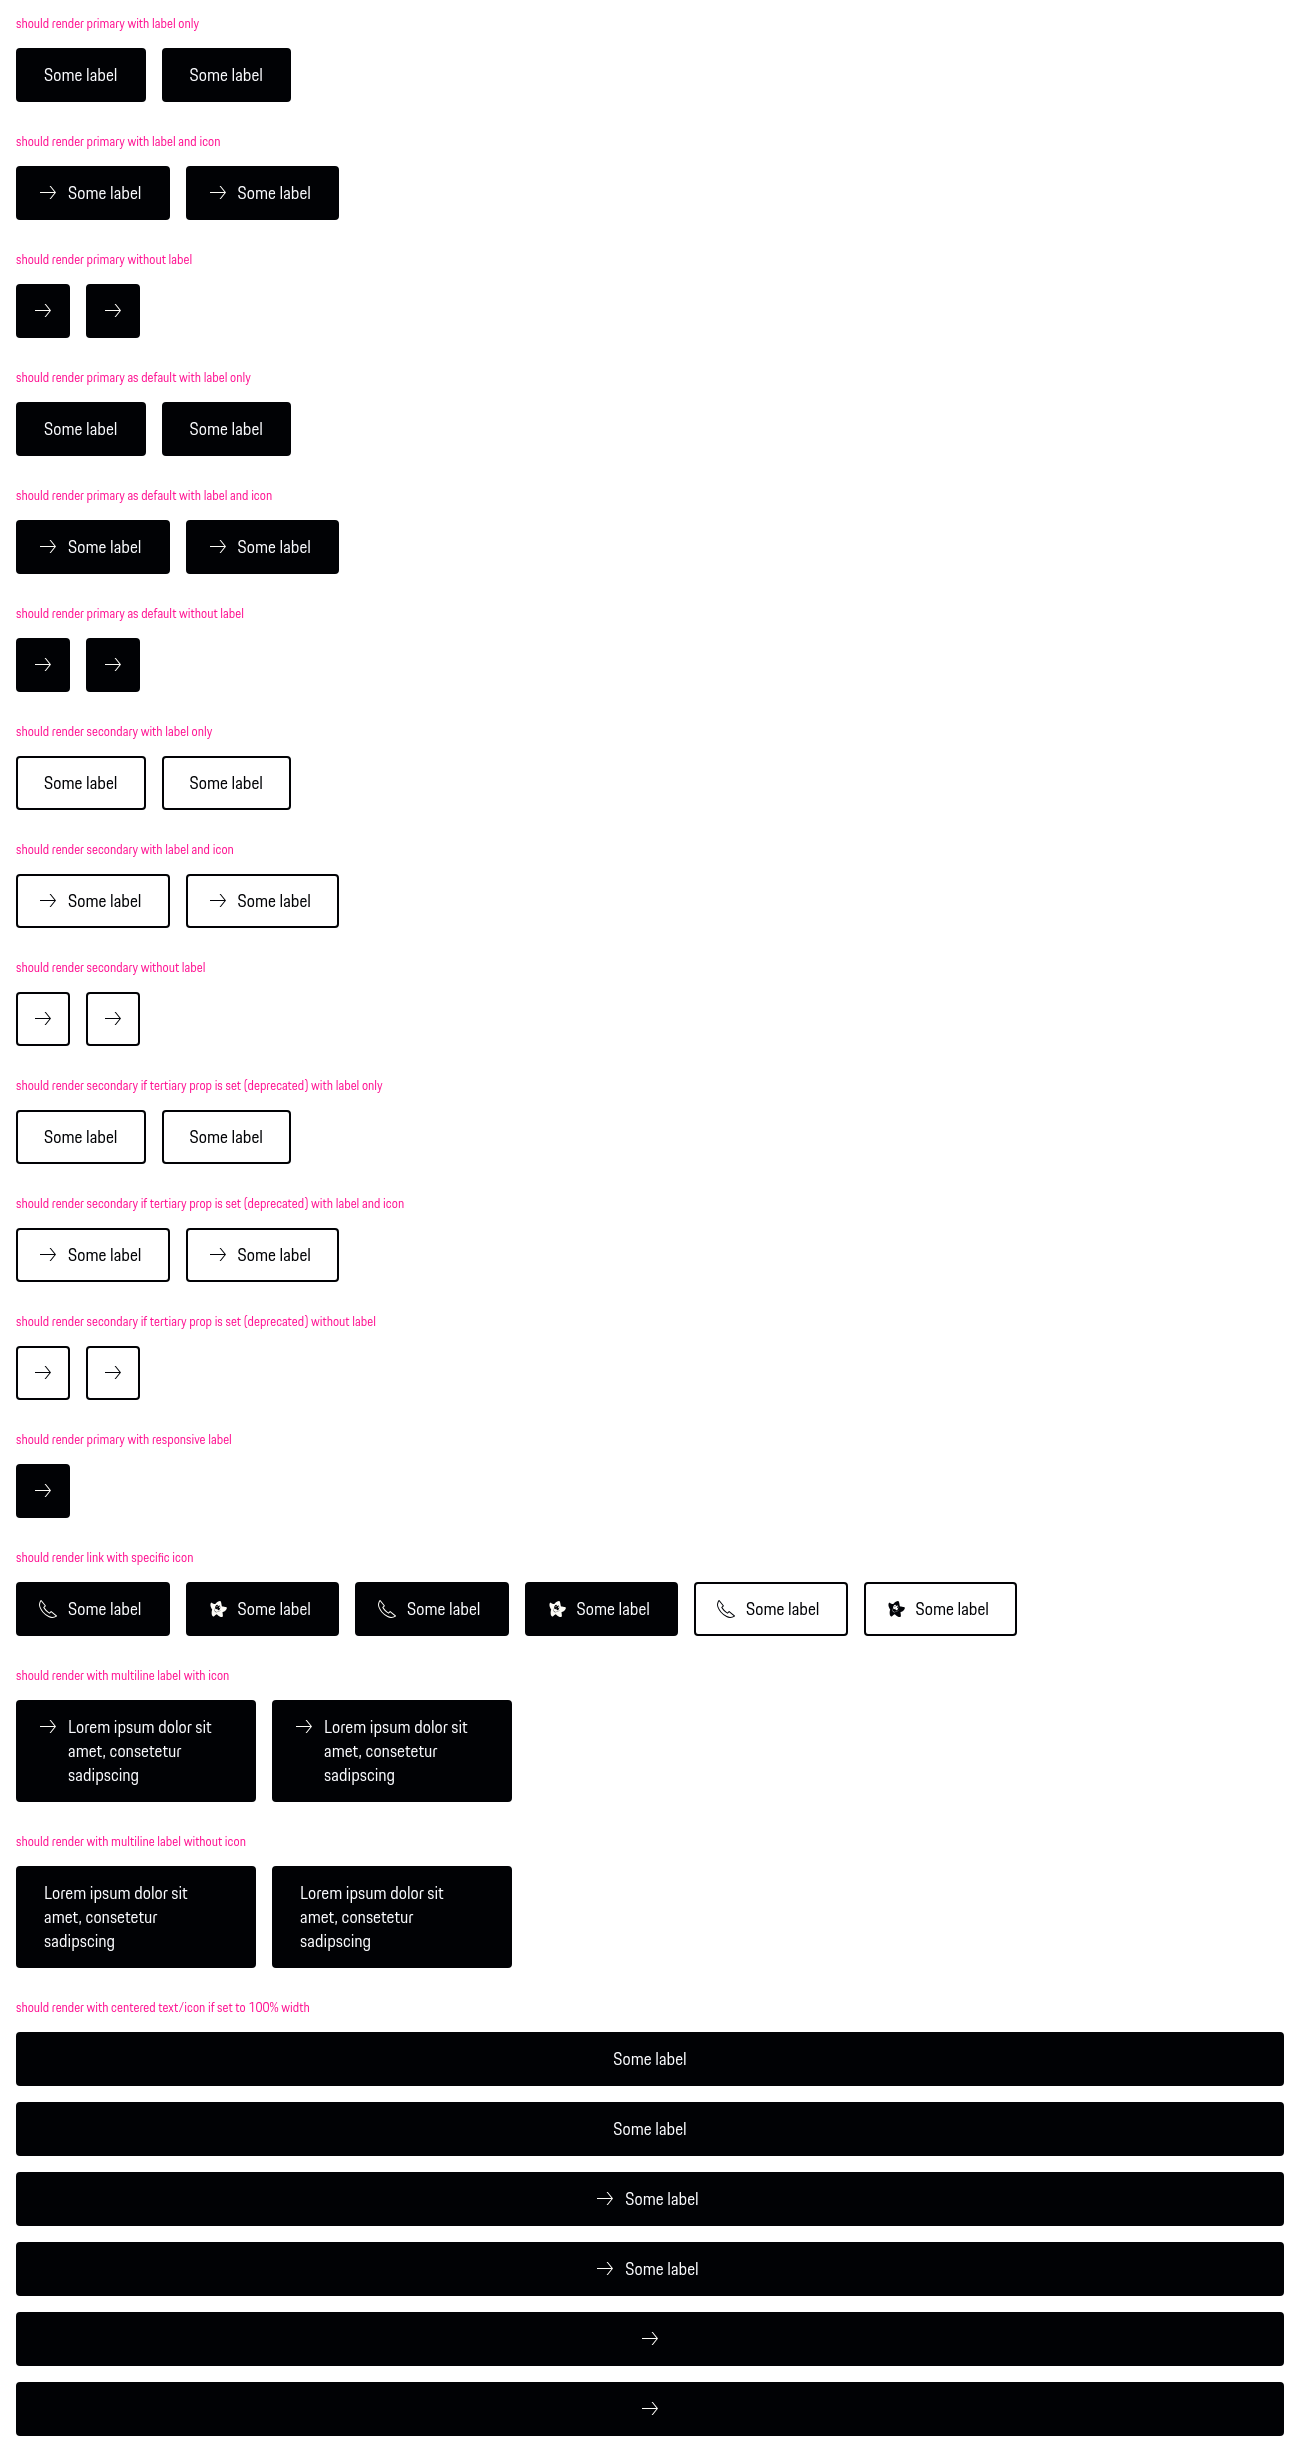 should render primary with label only
Some label Some label
should render primary with label and icon
Some label Some label
should render primary without label
should render primary as default with label only
Some label Some label
should render primary as default with label and icon
Some label Some label
should render primary as default without label
should render secondary with label only
Some label Some label
should render secondary with label and icon
Some label Some label
should render secondary without label
should render secondary if tertiary prop is set (deprecated) with label only
Some label Some label
should render secondary if tertiary prop is set (deprecated) with label and icon
Some label Some label
should render secondary if tertiary prop is set (deprecated) without label
should render primary with responsive label
should render link with specific icon
Some label Some label Some label Some label Some label Some label
should render with multiline label with icon
Lorem ipsum dolor sit
amet, consetetur
sadipscing
Lorem ipsum dolor sit
amet, consetetur
sadipscing
should render with multiline label without icon
Lorem ipsum dolor sit
amet, consetetur
sadipscing
Lorem ipsum dolor sit
amet, consetetur
sadipscing
should render with centered text/icon if set to 100% width
Some label
Some label
Some label
Some label